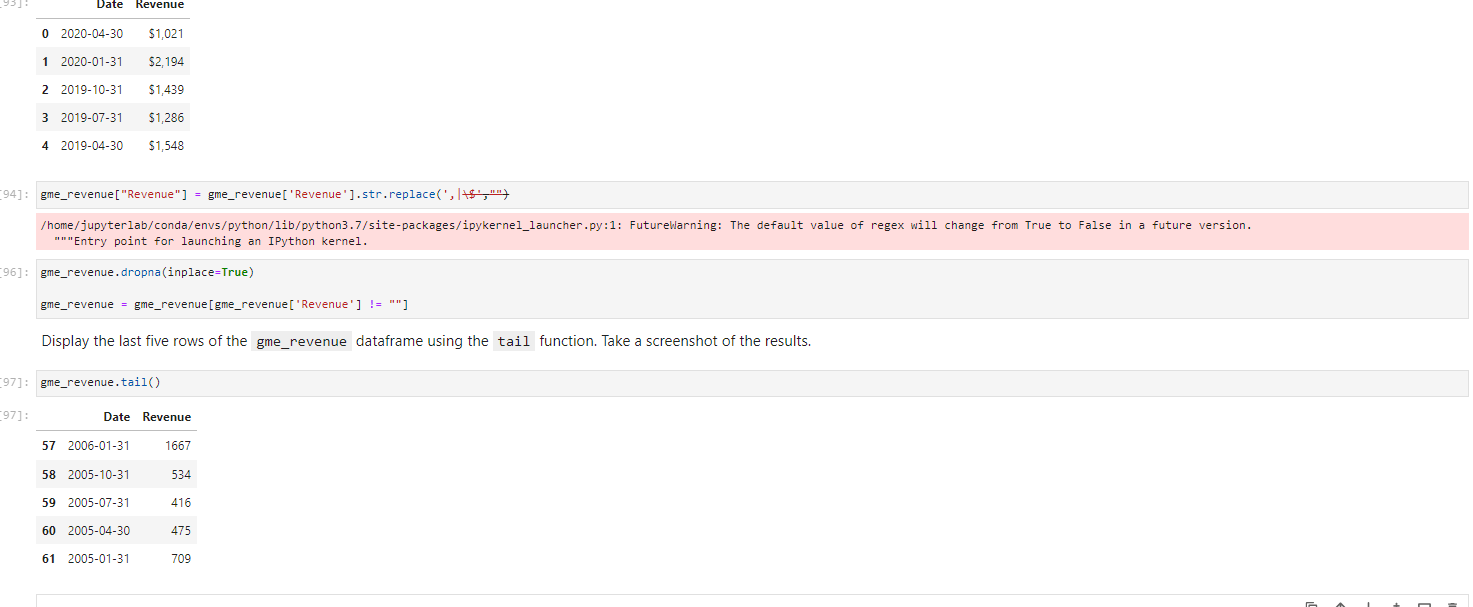 [93]:
Date Revenue
0 2020-04-30 $1,021
1 2020-01-31 $2,194
2 2019-10-31 $1,439
3 2019-07-31 $1,286
4 2019-04-30 $1,548
[94]: gme_revenue["Revenue"] = gme_revenue['Revenue'].str.replace(',|\$',"")
/home/jupyterlab/conda/envs/python/lib/python3.7/site-packages/ipykernel_launcher.py:1: FutureWarning: The default value of regex will change from True to False in a future version.
"""Entry point for launching an IPython kernel.
[96]: gme_revenue.dropna(inplace=True)
gme_revenue = gme_revenue[gme_revenue['Revenue'] != ""]
Display the last five rows of the gme_revenue dataframe using the tail function. Take a screenshot of the results.
[97]: gme_revenue.tail()
[97]:
Date Revenue
57 2006-01-31 1667
58 2005-10-31 534
59 2005-07-31 416
60 2005-04-30 475
61 2005-01-31 709